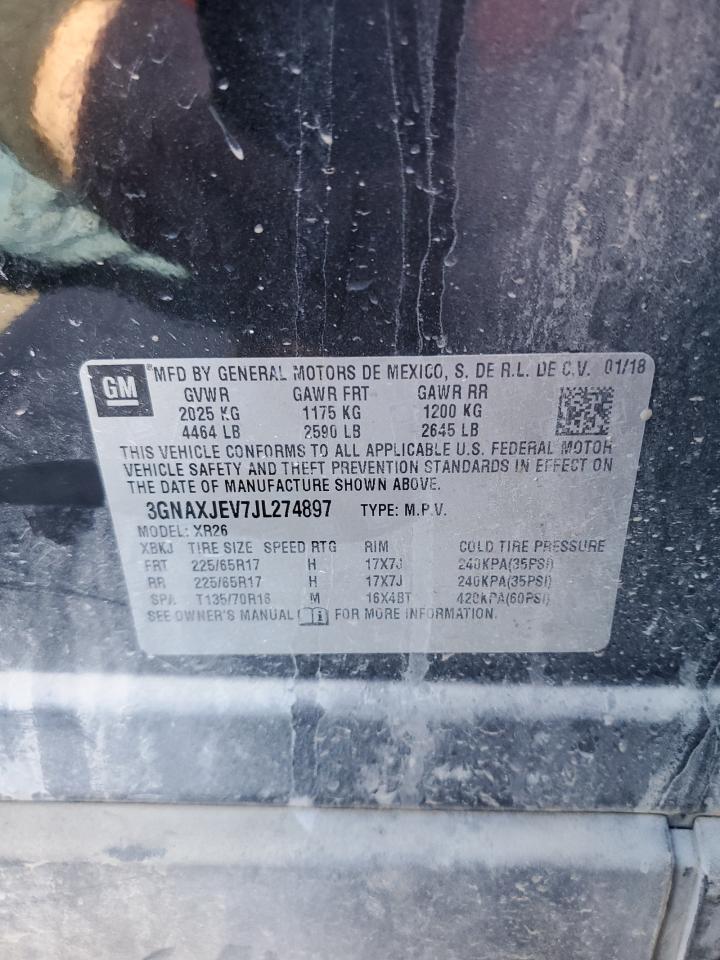 GM
®MFD BY GENERAL MOTORS DE MEXICO, S. DE R.L. DE C.V. 01/18
GVWR GAWR FRT GAWR RR
2025 KG 1175 KG 1200 KG
4464 LB 2590 LB 2645 LB
THIS VEHICLE CONFORMS TO ALL APPLICABLE U.S. FEDERAL MOTOR
VEHICLE SAFETY AND THEFT PREVENTION STANDARDS IN EFFECT ON
THE DATE OF MANUFACTURE SHOWN ABOVE.
3GNAXJEV7JL274897 TYPE: M.P.V.
MODEL: XR26
XBKJ TIRE SIZE SPEED RTG RIM COLD TIRE PRESSURE
FRT 225/65R17 H 17X7J 240KPA(35PSI)
RR 225/65R17 H 17X7J 240KPA(35PSI)
SPA T135/70R16 M 16X4BT 420KPA(60PSI)
SEE OWNER'S MANUAL FOR MORE INFORMATION.